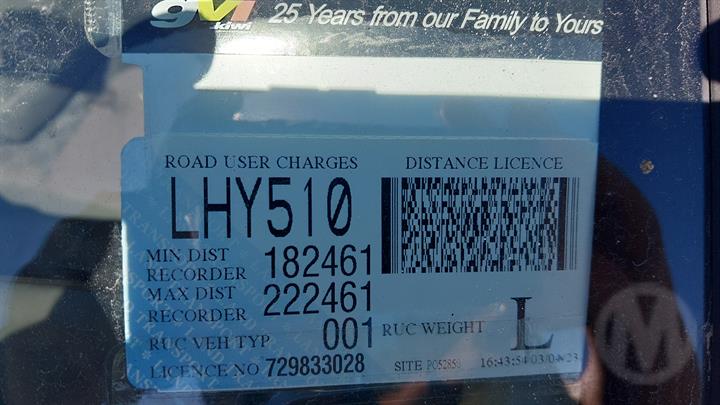 gvi kiwi 25 Years from our Family to Yours
ROAD USER CHARGES DISTANCE LICENCE
LHY510
MIN DIST RECORDER 182461
MAX DIST RECORDER 222461
RUC VEH TYP 001 RUC WEIGHT L
LICENCE NO 729833028 SITE PO52850 16:43:54 03/04/23
M